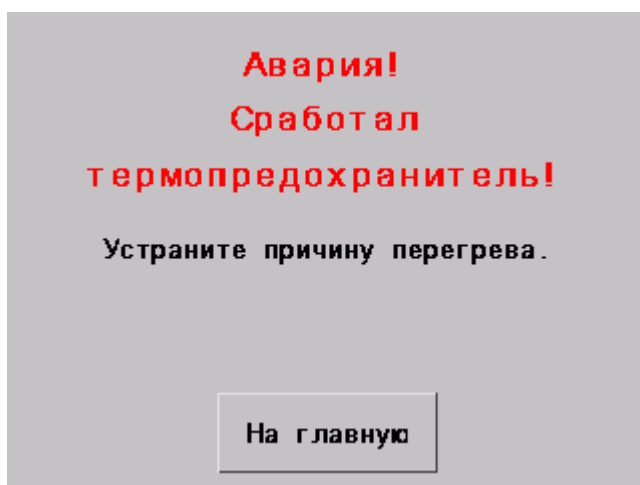 Авария!
Сработал
термопредохранитель!
Устраните причину перегрева.
На главную